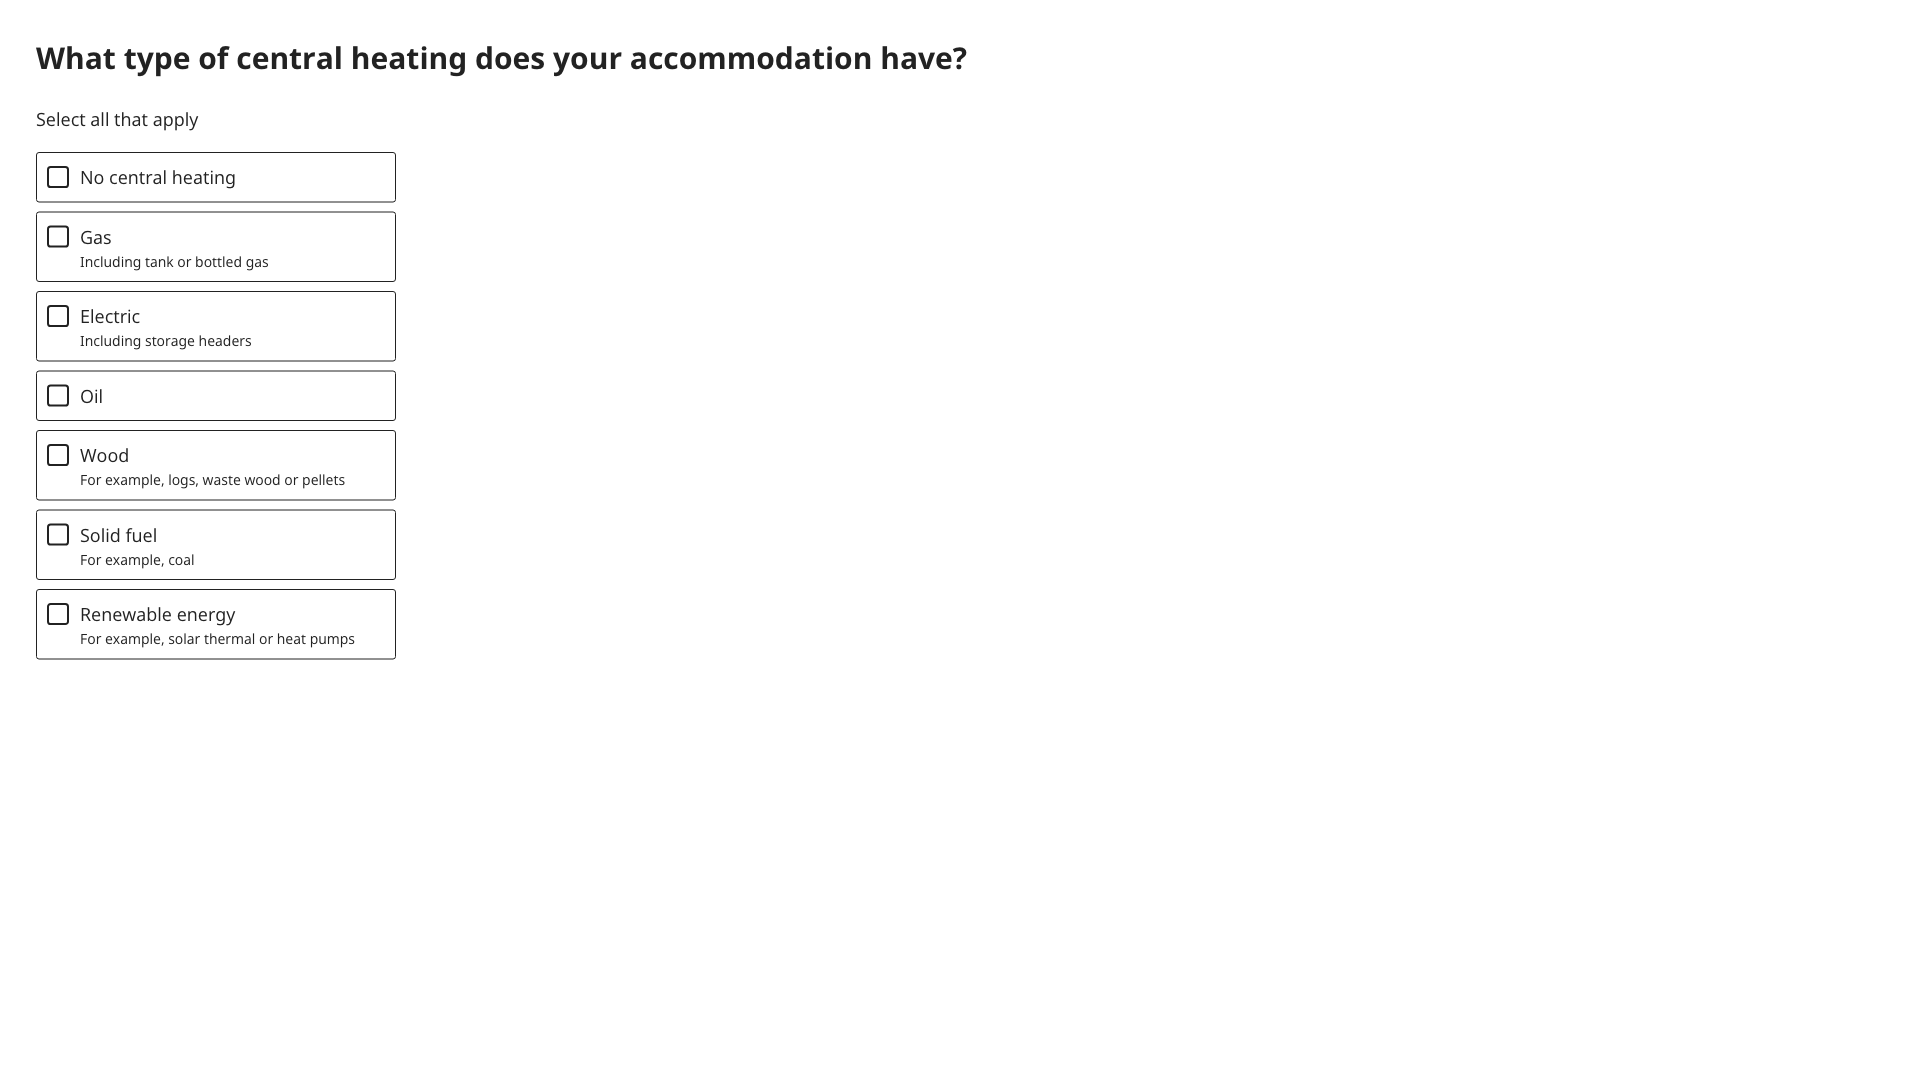 What type of central heating does your accommodation have?
Select all that apply
No central heating
Gas
Including tank or bottled gas
Electric
Including storage headers
Oil
Wood
For example, logs, waste wood or pellets
Solid fuel
For example, coal
Renewable energy
For example, solar thermal or heat pumps